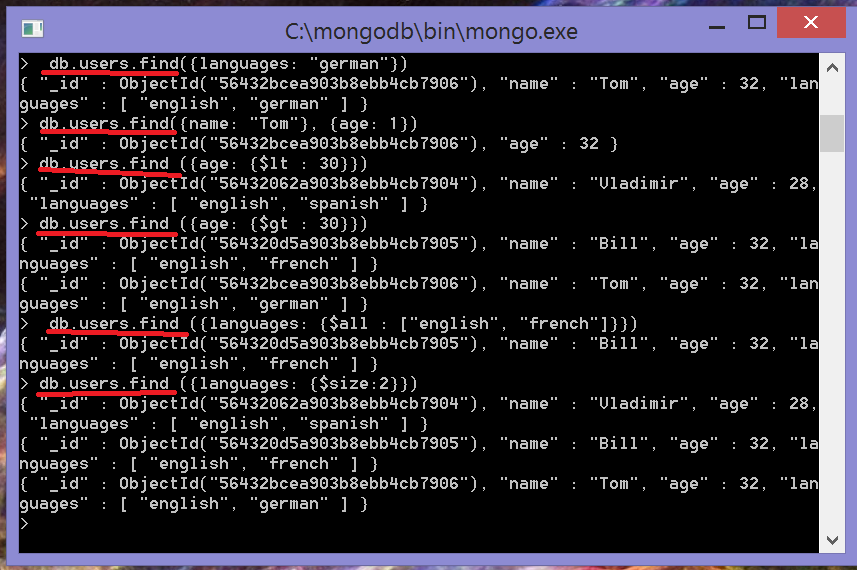 C:\mongodb\bin\mongo.exe
>  db.users.find({languages: "german"})
{ "_id" : ObjectId("56432bcea903b8ebb4cb7906"), "name" : "Tom", "age" : 32, "lan
guages" : [ "english", "german" ] }
> db.users.find({name: "Tom"}, {age: 1})
{ "_id" : ObjectId("56432bcea903b8ebb4cb7906"), "age" : 32 }
> db.users.find ({age: {$lt : 30}})
{ "_id" : ObjectId("56432062a903b8ebb4cb7904"), "name" : "Vladimir", "age" : 28,
 "languages" : [ "english", "spanish" ] }
> db.users.find ({age: {$gt : 30}})
{ "_id" : ObjectId("564320d5a903b8ebb4cb7905"), "name" : "Bill", "age" : 32, "la
nguages" : [ "english", "french" ] }
{ "_id" : ObjectId("56432bcea903b8ebb4cb7906"), "name" : "Tom", "age" : 32, "lan
guages" : [ "english", "german" ] }
>  db.users.find ({languages: {$all : ["english", "french"]}})
{ "_id" : ObjectId("564320d5a903b8ebb4cb7905"), "name" : "Bill", "age" : 32, "la
nguages" : [ "english", "french" ] }
> db.users.find ({languages: {$size:2}})
{ "_id" : ObjectId("56432062a903b8ebb4cb7904"), "name" : "Vladimir", "age" : 28,
 "languages" : [ "english", "spanish" ] }
{ "_id" : ObjectId("564320d5a903b8ebb4cb7905"), "name" : "Bill", "age" : 32, "la
nguages" : [ "english", "french" ] }
{ "_id" : ObjectId("56432bcea903b8ebb4cb7906"), "name" : "Tom", "age" : 32, "lan
guages" : [ "english", "german" ] }
>